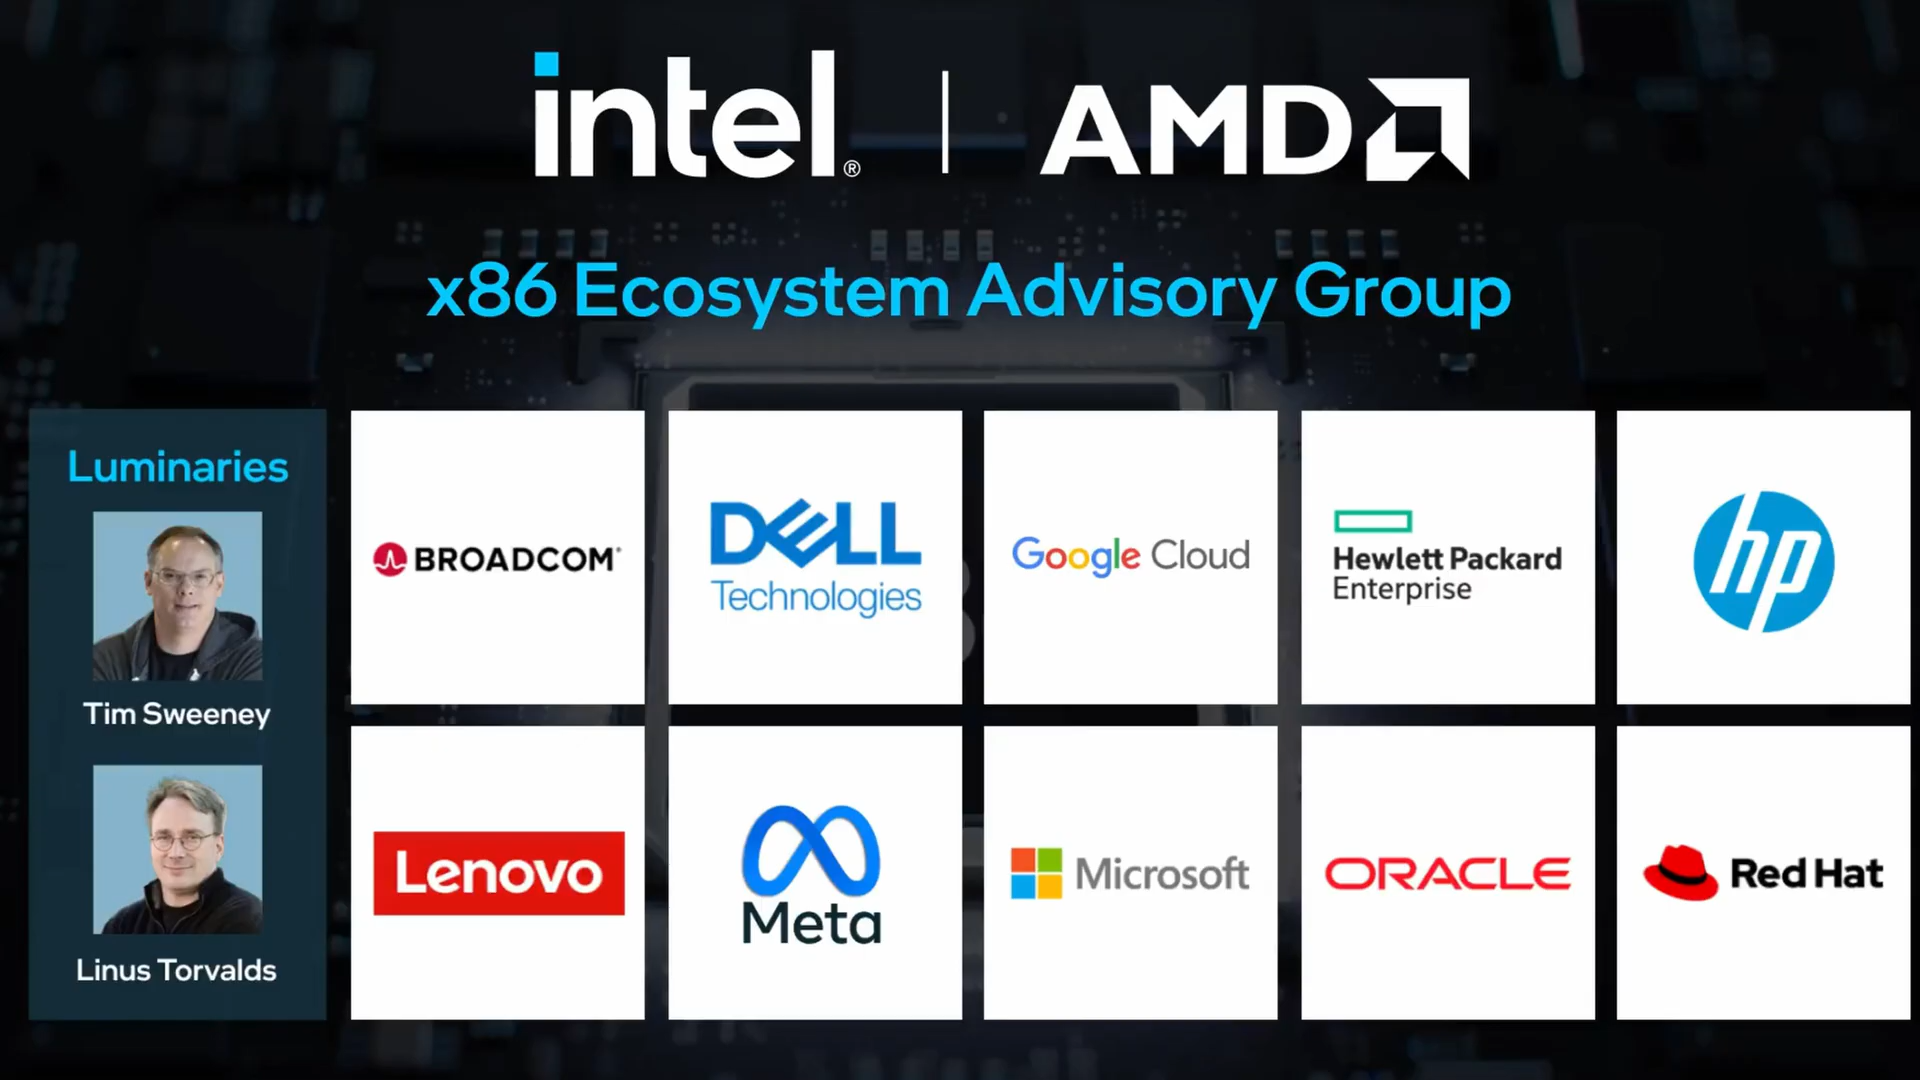 intel® | AMD
x86 Ecosystem Advisory Group
Luminaries
Tim Sweeney
Linus Torvalds
BROADCOM®
DELL
Technologies
Google Cloud
Hewlett Packard
Enterprise
hp
Lenovo
Meta
Microsoft
ORACLE
Red Hat